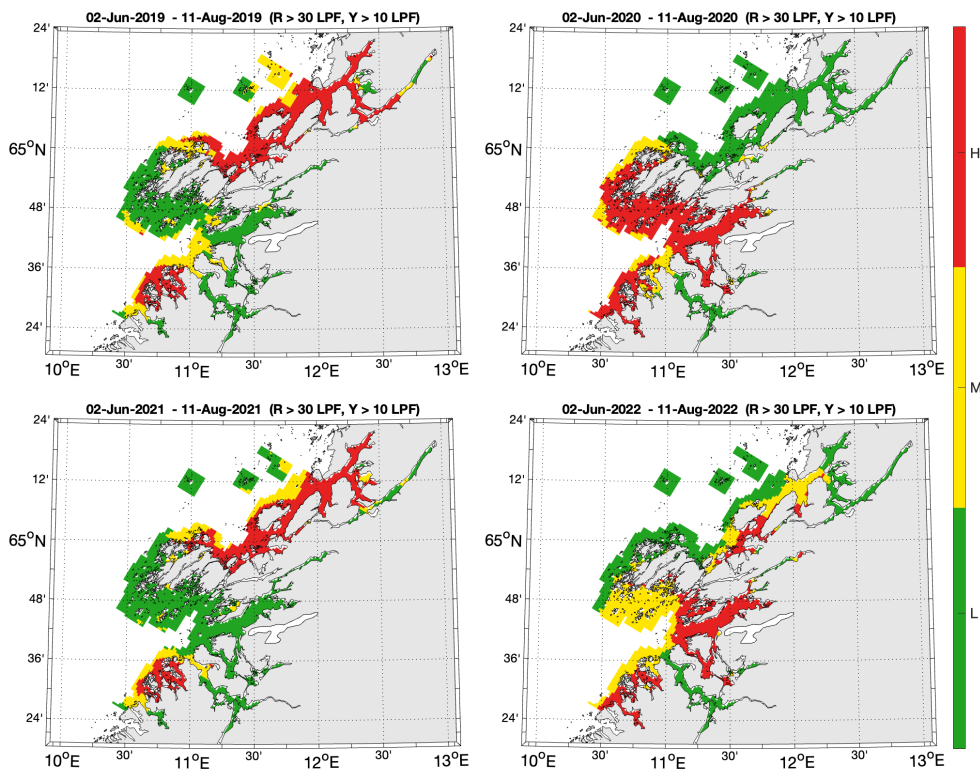 02-Jun-2019 - 11-Aug-2019 (R > 30 LPF, Y > 10 LPF)
02-Jun-2020 - 11-Aug-2020 (R > 30 LPF, Y > 10 LPF)
24'
12'
65°N
48'
36'
24'
10°E
30'
11°E
30'
12°E
30'
13°E
24'
12'
65°N
48'
36'
24'
10°E
30'
11°E
30'
12°E
30'
13°E
02-Jun-2021 - 11-Aug-2021 (R > 30 LPF, Y > 10 LPF)
02-Jun-2022 - 11-Aug-2022 (R > 30 LPF, Y > 10 LPF)
24'
12'
65°N
48'
36'
24'
10°E
30'
11°E
30'
12°E
30'
13°E
24'
12'
65°N
48'
36'
24'
10°E
30'
11°E
30'
12°E
30'
13°E
H
M
L